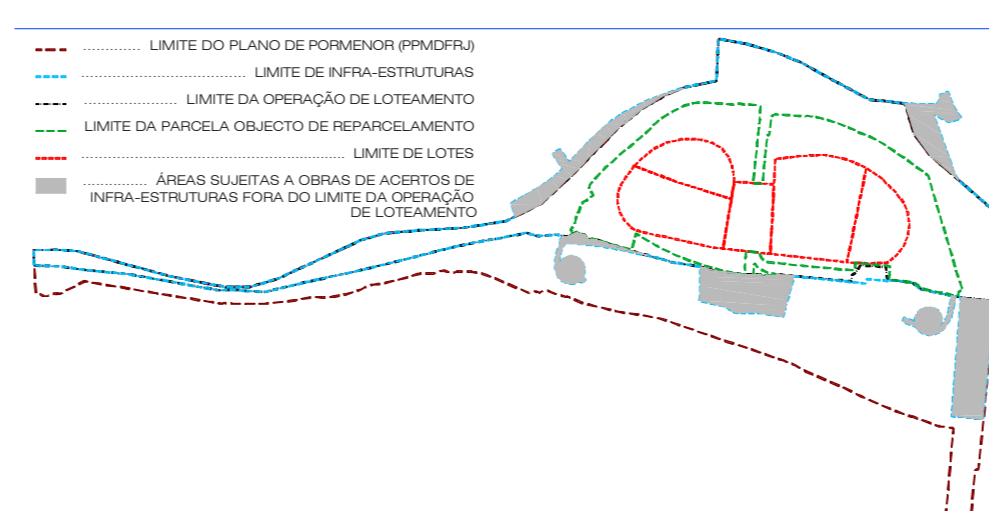 LIMITE DO PLANO DE PORMENOR (PPMDFRJ)
LIMITE DE INFRA-ESTRUTURAS
LIMITE DA OPERAÇÃO DE LOTEAMENTO
LIMITE DA PARCELA OBJECTO DE REPARCELAMENTO
LIMITE DE LOTES
ÁREAS SUJEITAS A OBRAS DE ACERTOS DE
INFRA-ESTRUTURAS FORA DO LIMITE DA OPERAÇÃO
DE LOTEAMENTO